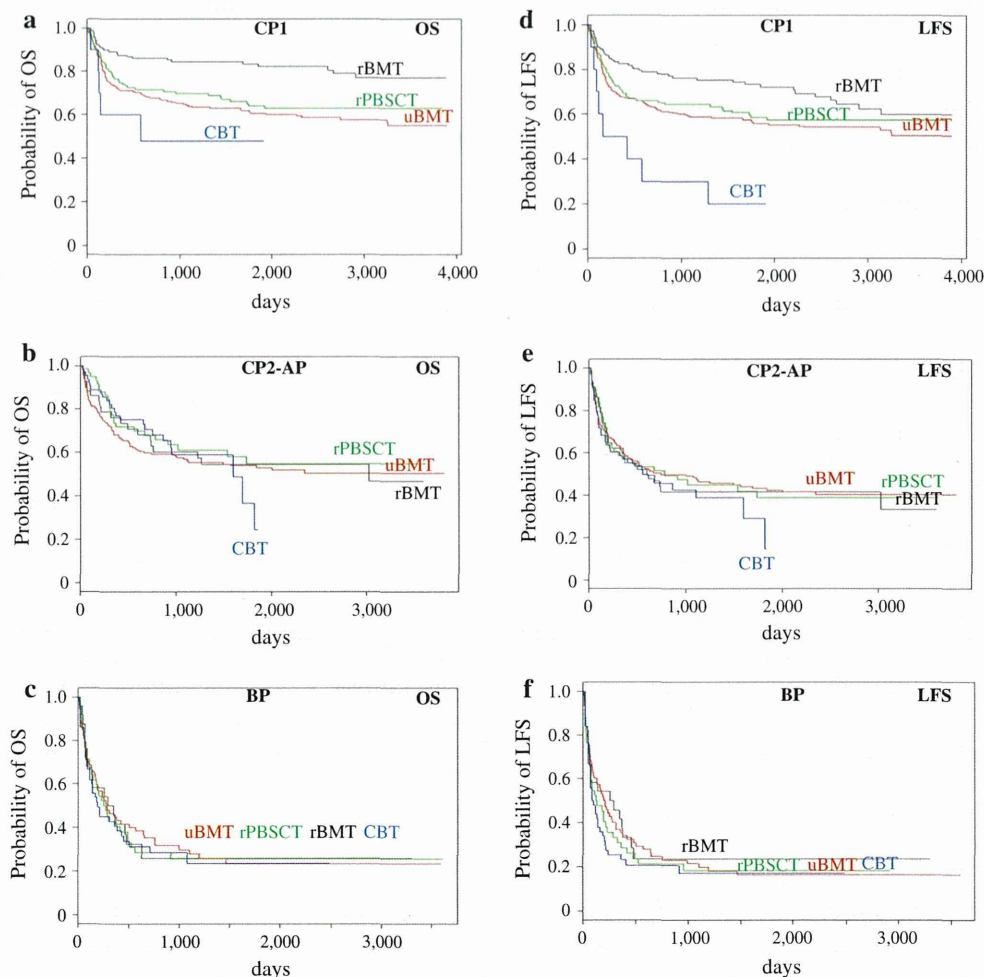 a
CP1
OS
Probability of OS
1.0
0.8
0.6
0.4
0.2
0
rBMT
rPBSCT
uBMT
CBT
0 1,000 2,000 3,000 4,000
days
d
CP1
LFS
Probability of LFS
1.0
0.8
0.6
0.4
0.2
0
rBMT
rPBSCT
uBMT
CBT
0 1,000 2,000 3,000 4,000
days
b
CP2-AP
OS
Probability of OS
1.0
0.8
0.6
0.4
0.2
0
rPBSCT
uBMT
rBMT
CBT
0 1,000 2,000 3,000
days
e
CP2-AP
LFS
Probability of LFS
1.0
0.8
0.6
0.4
0.2
0
uBMT
rPBSCT
rBMT
CBT
0 1,000 2,000 3,000
days
c
BP
OS
Probability of OS
1.0
0.8
0.6
0.4
0.2
0
uBMT rPBSCT rBMT CBT
0 1,000 2,000 3,000
days
f
BP
LFS
Probability of LFS
1.0
0.8
0.6
0.4
0.2
0
rBMT
rPBSCT uBMT CBT
0 1,000 2,000 3,000
days